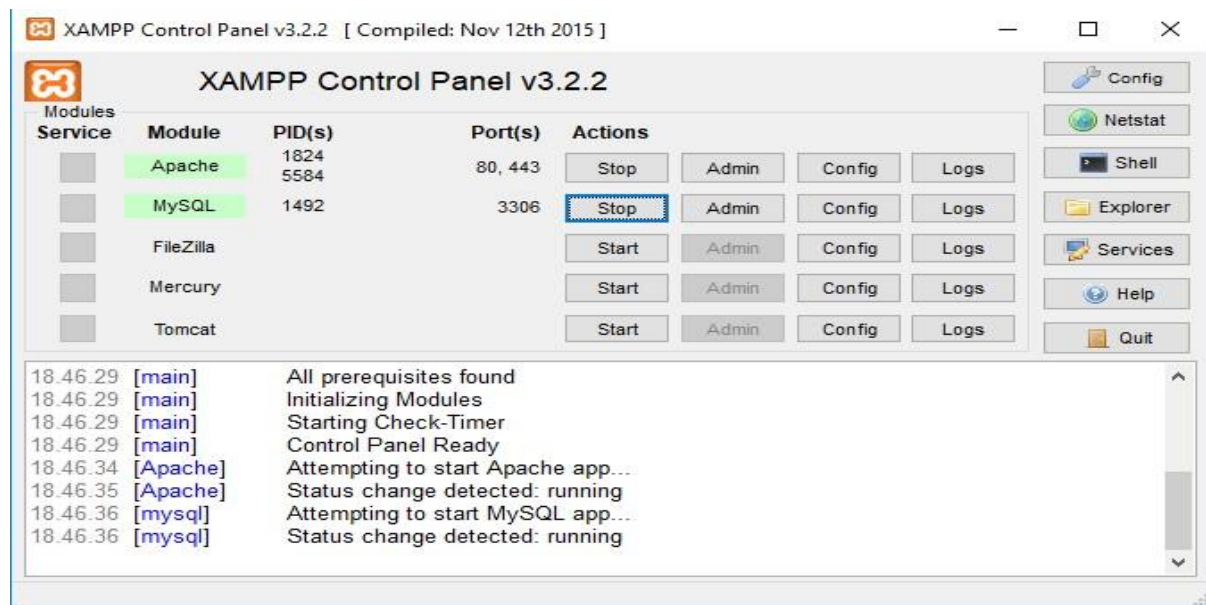 XAMPP Control Panel v3.2.2 [ Compiled: Nov 12th 2015 ]
XAMPP Control Panel v3.2.2
Config
Netstat
Shell
Explorer
Services
Help
Quit
Modules
Service Module PID(s) Port(s) Actions
Apache 1824 5584 80, 443 Stop Admin Config Logs
MySQL 1492 3306 Stop Admin Config Logs
FileZilla Start Admin Config Logs
Mercury Start Admin Config Logs
Tomcat Start Admin Config Logs
18.46.29 [main] All prerequisites found
18.46.29 [main] Initializing Modules
18.46.29 [main] Starting Check-Timer
18.46.29 [main] Control Panel Ready
18.46.34 [Apache] Attempting to start Apache app...
18.46.35 [Apache] Status change detected: running
18.46.36 [mysql] Attempting to start MySQL app...
18.46.36 [mysql] Status change detected: running